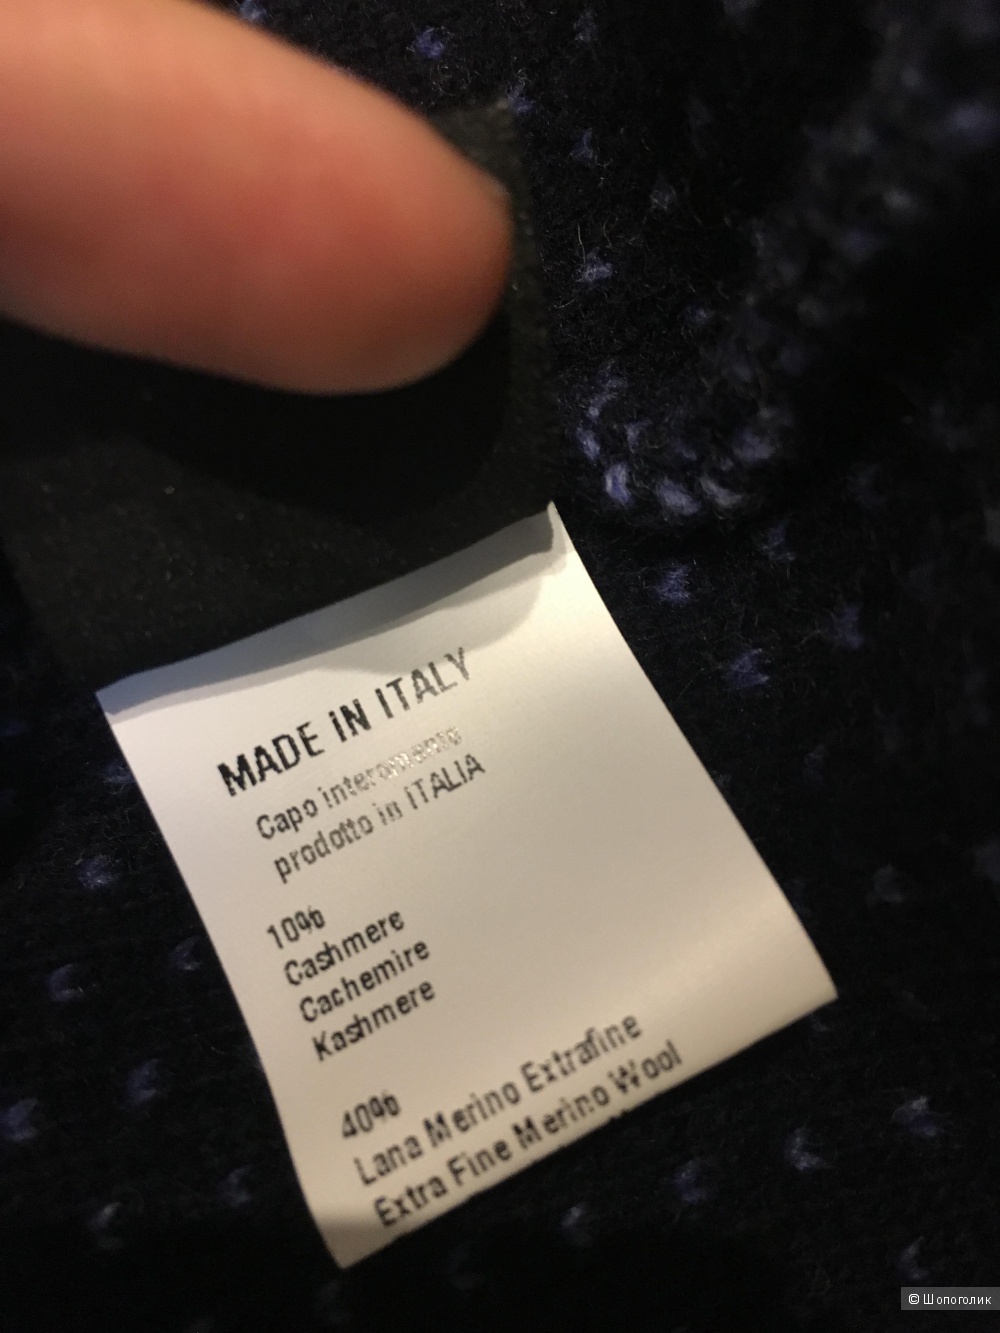 MADE IN ITALY
Capo interamente
prodotto in ITALIA
10%
Cashmere
Cachemire
Kashmere
40%
Lana Merino Extrafine
Extra Fine Merino Wool
© Шопоголик